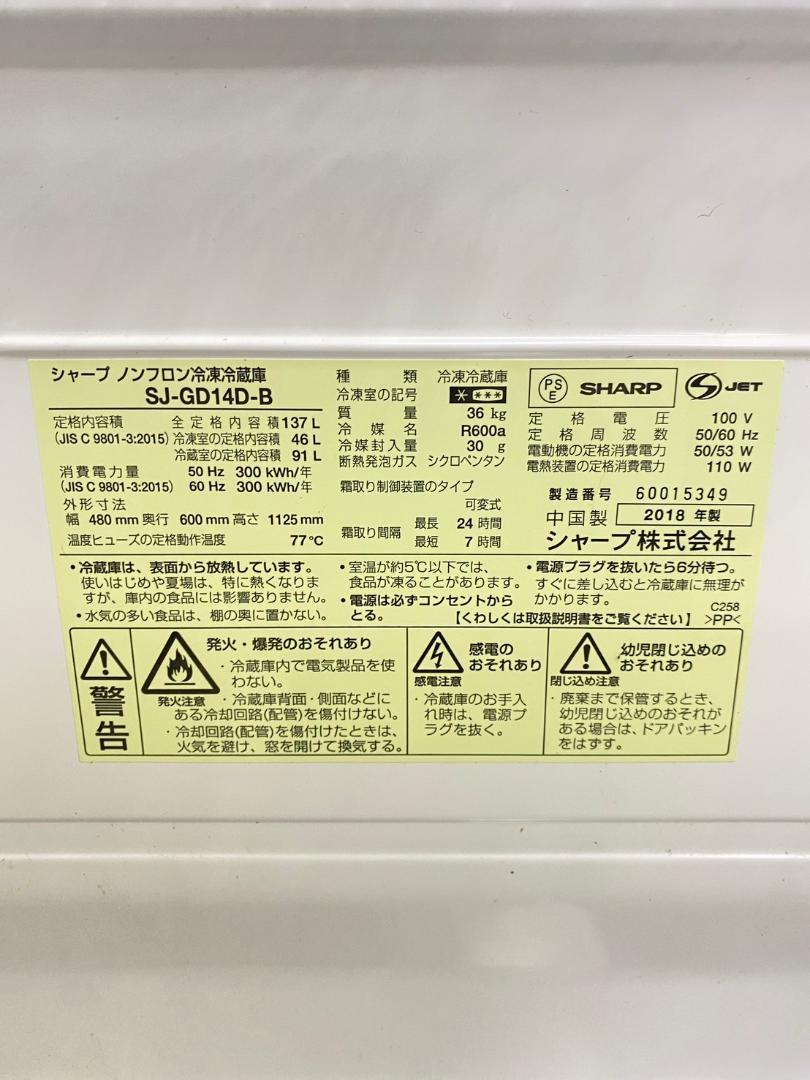 シャープ ノンフロン冷凍冷蔵庫
SJ-GD14D-B
定格内容積 全定格内容積 137 L
(JIS C 9801-3:2015) 冷凍室の定格内容積 46 L
冷蔵室の定格内容積 91 L
消費電力量 50 Hz 300 kWh/年
(JIS C 9801-3:2015) 60 Hz 300 kWh/年
外形寸法
幅 480 mm 奥行 600 mm 高さ 1125 mm
温度ヒューズの定格動作温度 77℃
種類 冷凍冷蔵庫
冷凍室の記号 * ***
質量 36 kg
冷媒名 R600a
冷媒封入量 30 g
断熱発泡ガス シクロペンタン
霜取り制御装置のタイプ
可変式
霜取り間隔 最長 24 時間
最短 7 時間
PSE SHARP S JET
定格電圧 100 V
定格周波数 50/60 Hz
電動機の定格消費電力 50/53 W
電熱装置の定格消費電力 110 W
製造番号 60015349
中国製 2018 年製
シャープ株式会社
・冷蔵庫は、表面から放熱しています。
使いはじめや夏場は、特に熱くなりま
すが、庫内の食品には影響ありません。
・水気の多い食品は、棚の奥に置かない。
・室温が約5℃以下では、
食品が凍ることがあります。
・電源は必ずコンセントから
とる。
・電源プラグを抜いたら6分待つ。
すぐに差し込むと冷蔵庫に無理が
かかります。
C258
【くわしくは取扱説明書をご覧ください】 >PP<
警告
発火・爆発のおそれあり
発火注意
・冷蔵庫内で電気製品を使
わない。
・冷蔵庫背面・側面などに
ある冷却回路(配管)を傷付けない。
・冷却回路(配管)を傷付けたときは、
火気を避け、窓を開けて換気する。
感電の
おそれあり
感電注意
・冷蔵庫のお手入
れ時は、電源プ
ラグを抜く。
幼児閉じ込めの
おそれあり
閉じ込め注意
・廃棄まで保管するとき、
幼児閉じ込めのおそれが
ある場合は、ドアパッキン
をはずす。